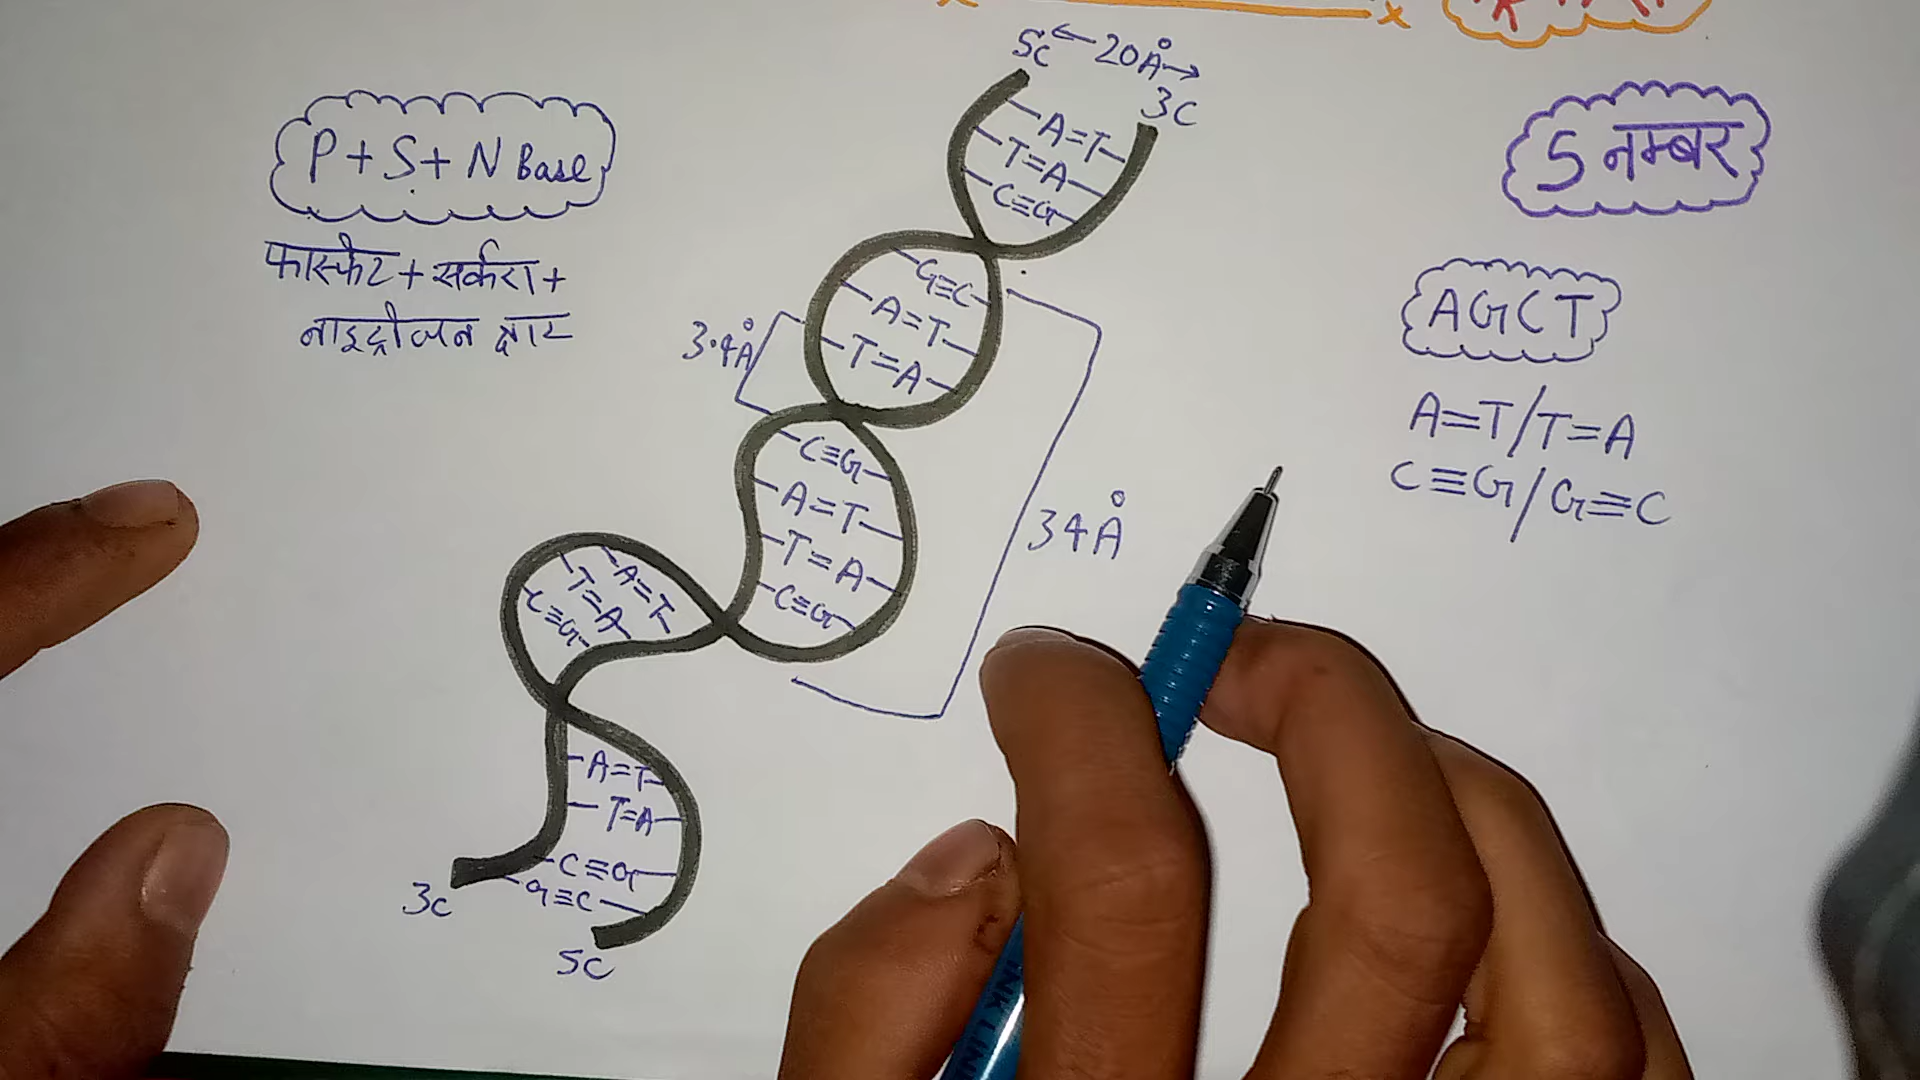 5C ←20Å→
3C
A=T
T=A
C≡G
G≡C
A=T
T=A
3.4Å
C≡G
A=T
T=A
C≡G
34Å
A=T
T=A
C≡G
A=T
T=A
C≡G
G≡C
3C
5C
P+S+N Base
फास्फेट+सर्करा+
नाइट्रोजन क्षार
5 नम्बर
AGCT
A=T/T=A
C≡G/G≡C